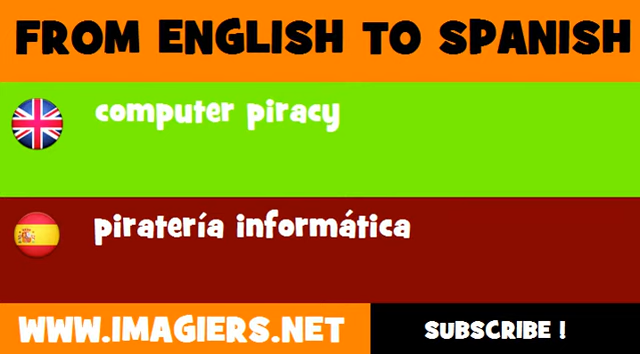 FROM ENGLISH TO SPANISH
computer piracy
piratería informática
WWW.IMAGIERS.NET
SUBSCRIBE !